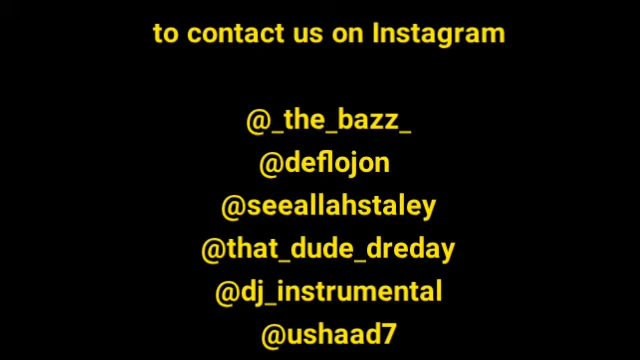 to contact us on Instagram
@_the_bazz_
@deflojon
@seeallahstaley
@that_dude_dreday
@dj_instrumental
@ushaad7